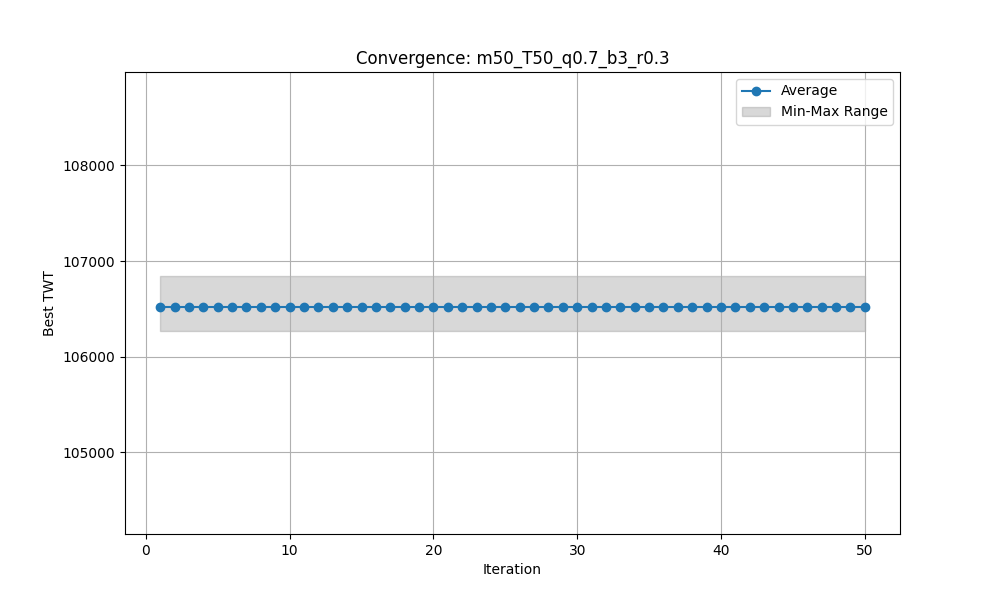 Convergence: m50_T50_q0.7_b3_r0.3
Average
Min-Max Range
108000
107000
106000
105000
Best TWT
0 10 20 30 40 50
Iteration